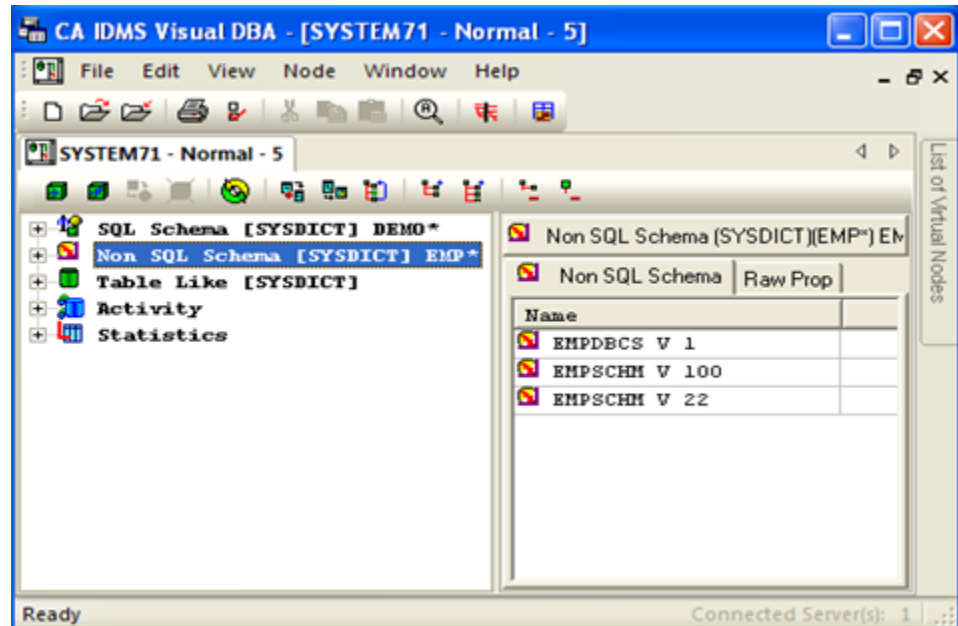 CA IDMS Visual DBA - [SYSTEM71 - Normal - 5]
File Edit View Node Window Help
SYSTEM71 - Normal - 5
List of Virtual Nodes
SQL Schema [SYSDICT] DEMO*
Non SQL Schema [SYSDICT] EMP*
Table Like [SYSDICT]
Activity
Statistics
Non SQL Schema (SYSDICT)(EMP*) EM
Non SQL Schema Raw Prop
Name
EMPDBCS V 1
EMPSCHM V 100
EMPSCHM V 22
Ready Connected Server(s): 1